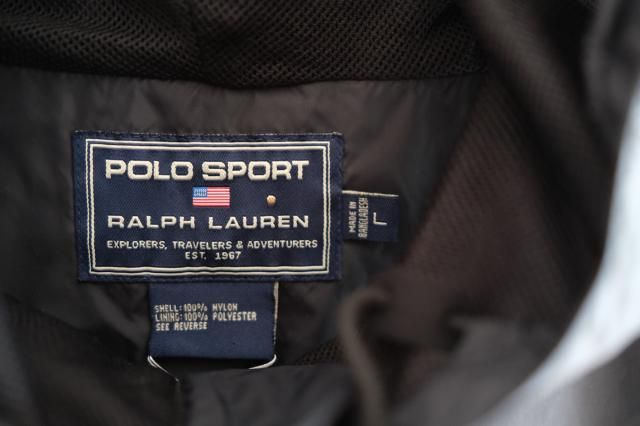 POLO SPORT
RALPH LAUREN
EXPLORERS, TRAVELERS & ADVENTURERS
EST. 1967
MADE IN
BANGLADESH
L
SHELL: 100% NYLON
LINING: 100% POLYESTER
SEE REVERSE